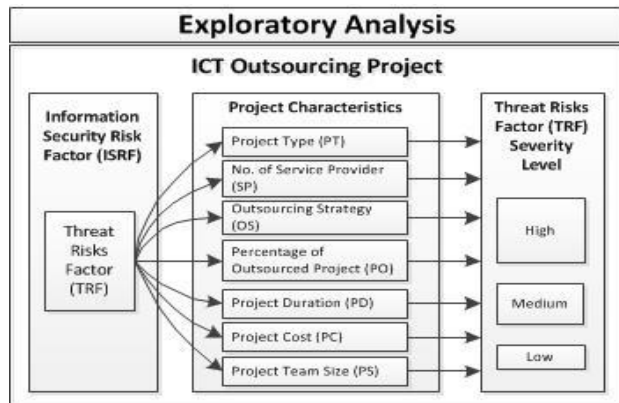 Exploratory Analysis
ICT Outsourcing Project
Information
Security Risk
Factor (ISRF)
Threat
Risks
Factor
(TRF)
Project Characteristics
Project Type (PT)
No. of Service Provider
(SP)
Outsourcing Strategy
(OS)
Percentage of
Outsourced Project (PO)
Project Duration (PD)
Project Cost (PC)
Project Team Size (PS)
Threat Risks
Factor (TRF)
Severity
Level
High
Medium
Low